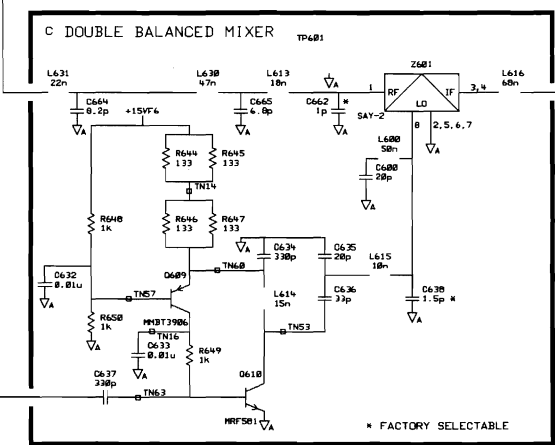 C DOUBLE BALANCED MIXER
TP601
L631
22n
L630
47n
L613
18n
Z601
L616
68n
A
1
RF
IF
LO
3,4
SAY-2
8
2,5,6,7
C664
8.2p
A
+15VF6
C665
6.8p
A
C662
1p
*
A
A
L600
50n
R644
133
R645
133
C600
20p
A
TN14
R648
1k
R646
133
R647
133
A
C634
330p
C635
20p
L615
10n
C632
0.01u
A
Q609
TN60
TN57
L614
15n
C636
33p
C638
1.5p *
A
R650
1k
A
MMBT3906
TN16
TN53
C633
0.01u
A
R649
1k
C637
330p
Q610
TN63
MRF581
A
* FACTORY SELECTABLE